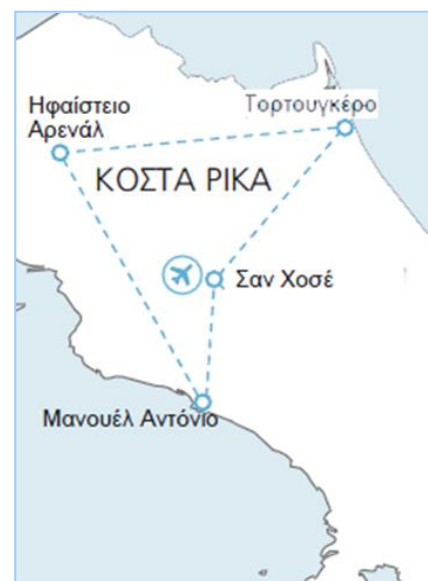 Ηφαίστειο
Αρενάλ
Τορτουγκέρο
ΚΟΣΤΑ ΡΙΚΑ
Σαν Χοσέ
Μανουέλ Αντόνιο